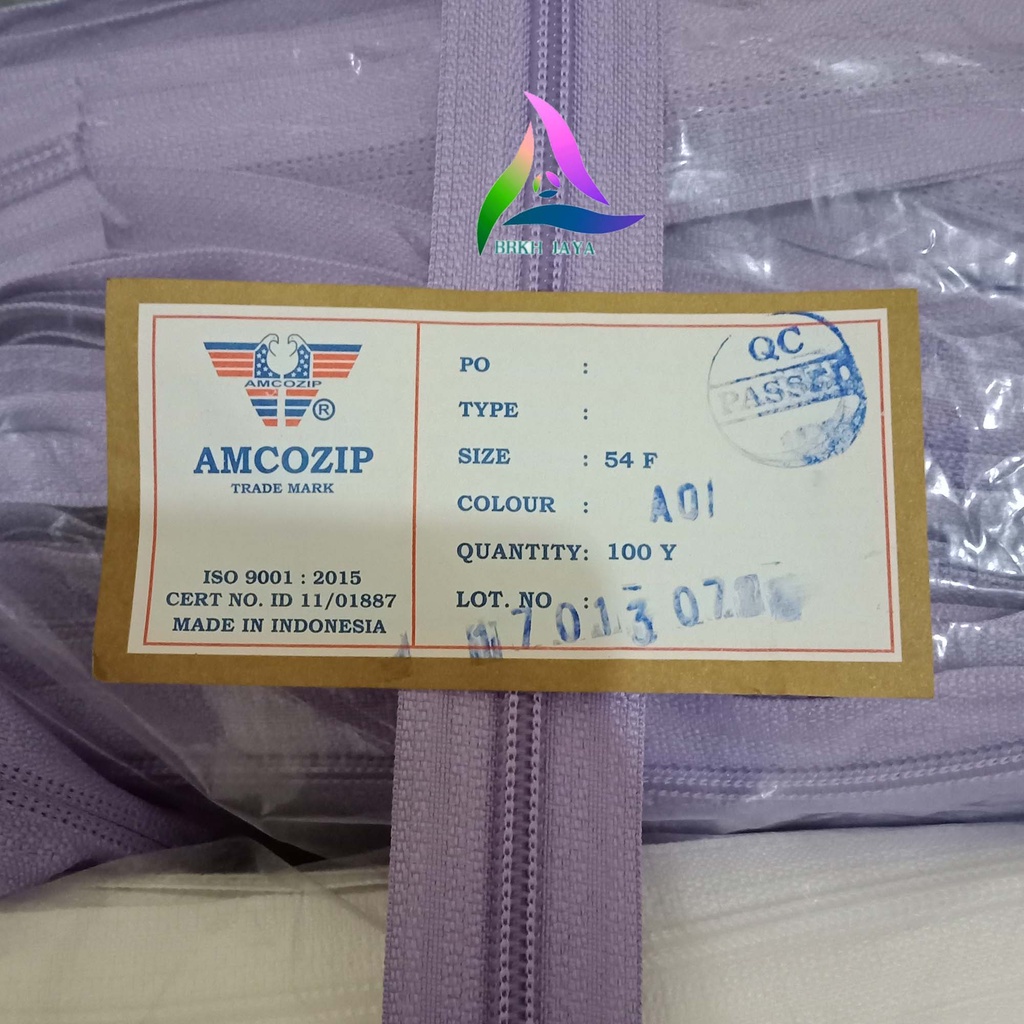 BRKH JAYA
AMCOZIP
®
AMCOZIP
TRADE MARK
ISO 9001 : 2015
CERT NO. ID 11/01887
MADE IN INDONESIA
PO :
TYPE :
SIZE : 54 F
COLOUR : A01
QUANTITY: 100 Y
LOT. NO :
QC
PASSED